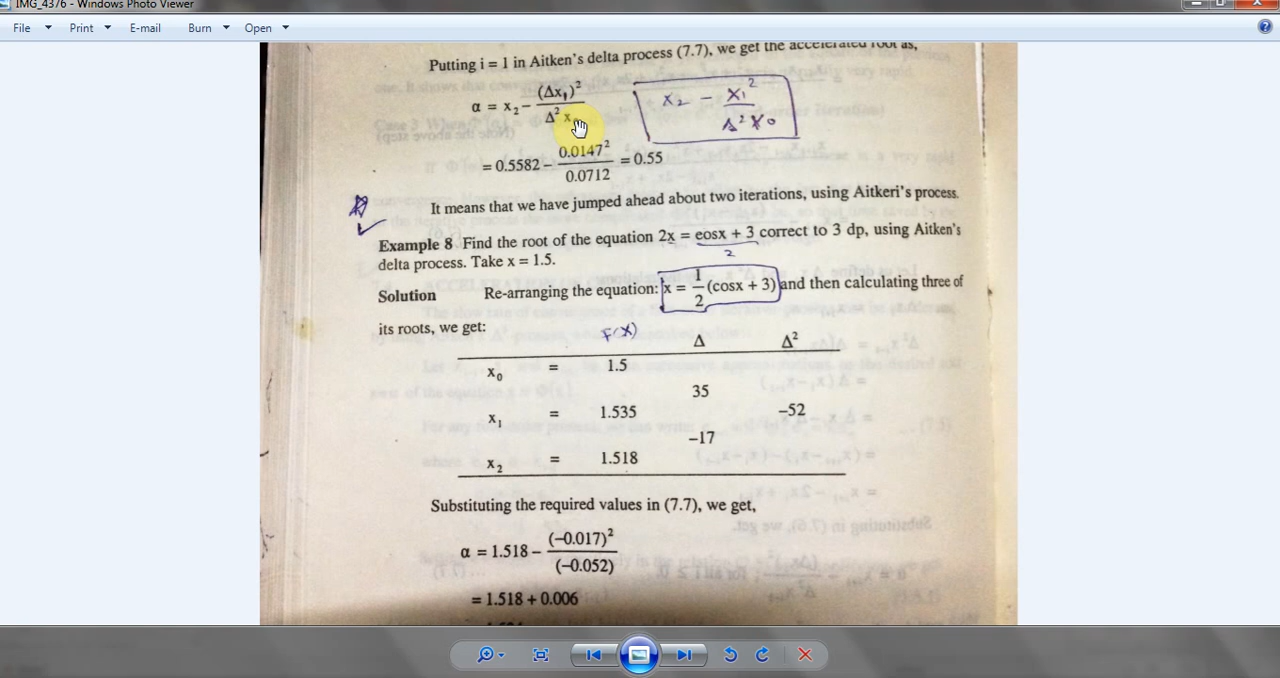 IMG_4376 - Windows Photo Viewer
File Print E-mail Burn Open
Putting i = 1 in Aitken's delta process (7.7), we get the accelerated root as,
α = x₂ − (Δx₁)² / Δ² x
x₂ − x₁² / Δ² x₀
= 0.5582 − 0.0147² / 0.0712 = 0.55
It means that we have jumped ahead about two iterations, using Aitkeri's process.
Example 8 Find the root of the equation 2x = eosx + 3 correct to 3 dp, using Aitken's
2
delta process. Take x = 1.5.
Solution Re-arranging the equation: x = 1/2 (cosx + 3) and then calculating three of
its roots, we get:
F(X) Δ Δ²
x₀ = 1.5
35
x₁ = 1.535 −52
−17
x₂ = 1.518
Substituting the required values in (7.7), we get,
α = 1.518 − (−0.017)² / (−0.052)
= 1.518 + 0.006